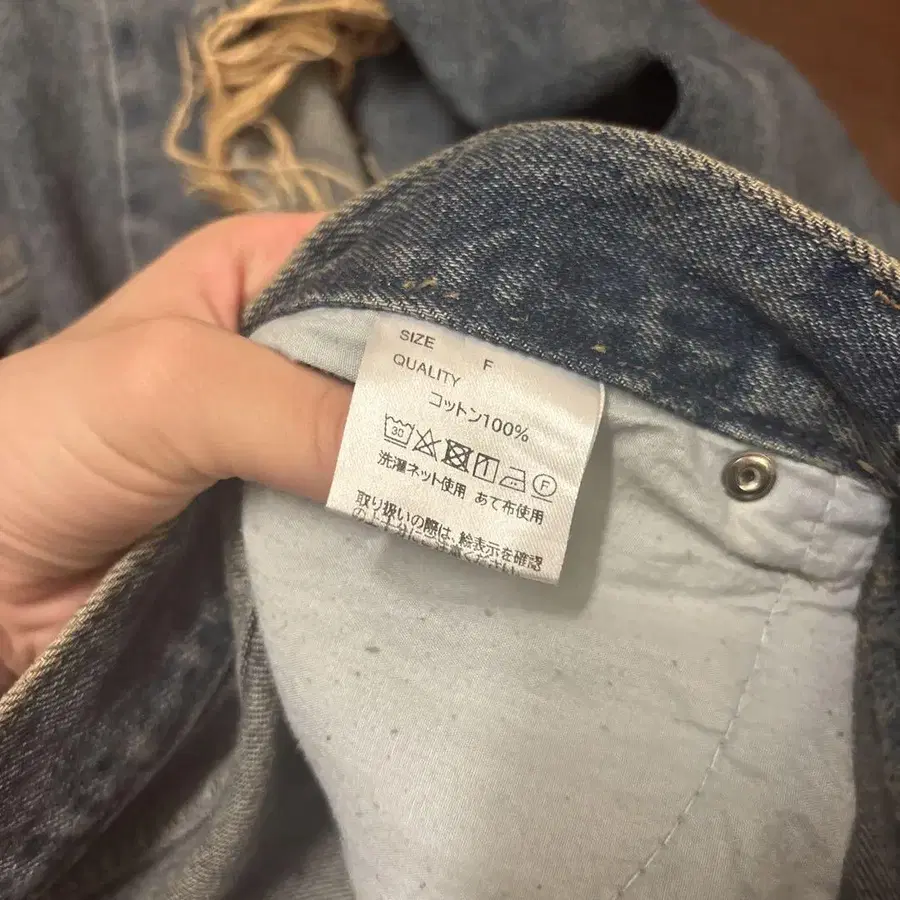 SIZE F
QUALITY
コットン100%
30 F
洗濯ネット使用 あて布使用
取り扱いの際は、絵表示を確認